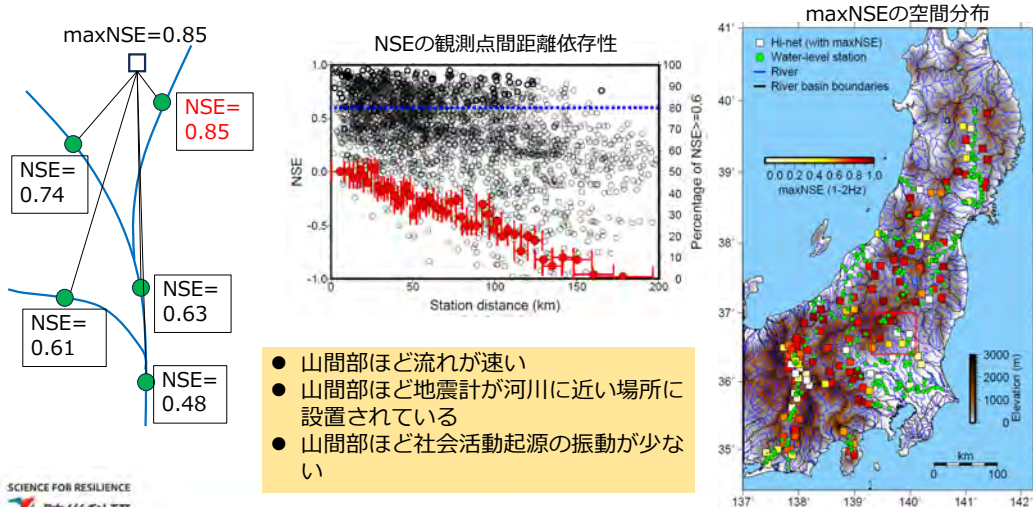 maxNSE=0.85
NSE=
0.85
NSE=
0.74
NSE=
0.61
NSE=
0.63
NSE=
0.48
NSEの観測点間距離依存性
1.0
0.5
0.0
-0.5
-1.0
NSE
100
90
80
70
60
50
40
30
20
10
0
Percentage of NSE>=0.6
0
50
100
150
200
Station distance (km)
● 山間部ほど流れが速い
● 山間部ほど地震計が河川に近い場所に
設置されている
● 山間部ほど社会活動起源の振動が少な
い
maxNSEの空間分布
Hi-net (with maxNSE)
Water-level station
River
River basin boundaries
0.0 0.2 0.4 0.6 0.8 1.0
maxNSE (1-2Hz)
41°
40°
39°
38°
37°
36°
35°
3000
2000
1000
0
Elevation (m)
km
0
100
137°
138°
139°
140°
141°
142°
SCIENCE FOR RESILIENCE